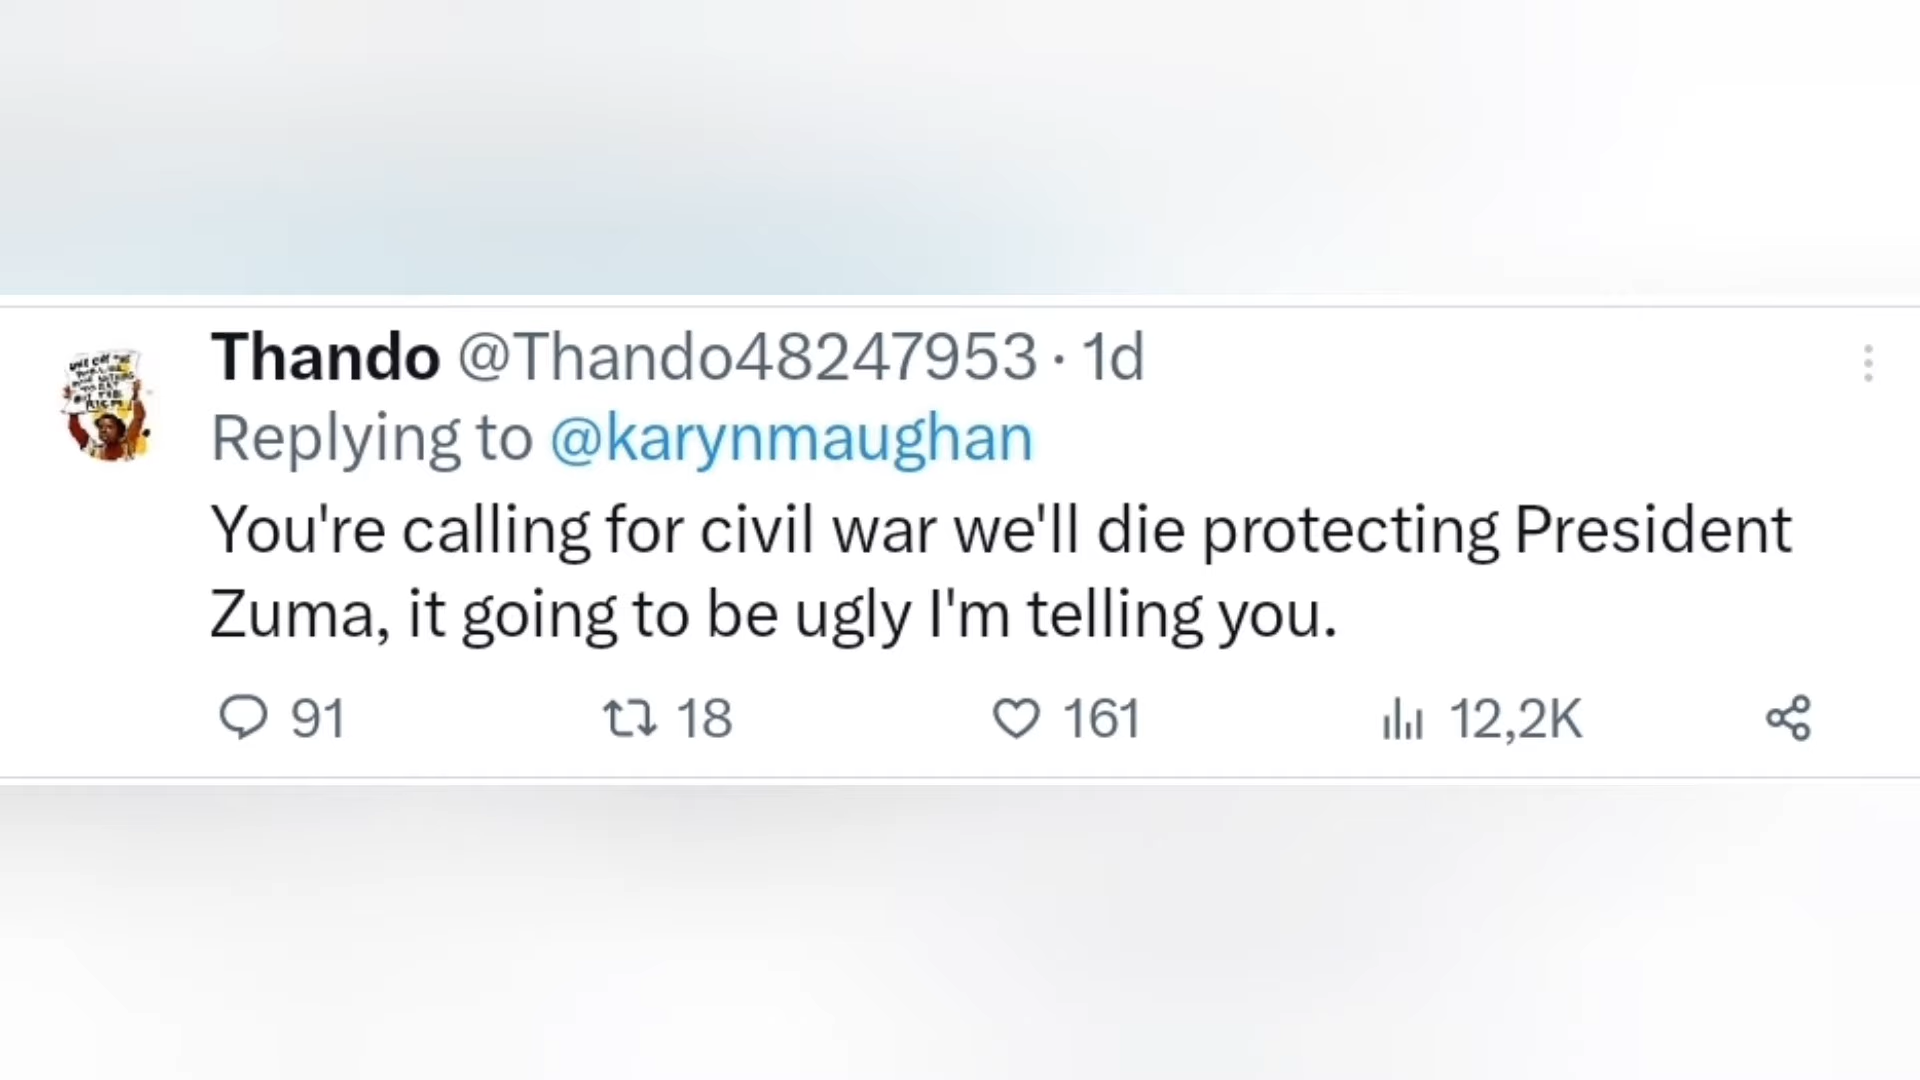 Thando @Thando48247953 · 1d
Replying to @karynmaughan
You're calling for civil war we'll die protecting President
Zuma, it going to be ugly I'm telling you.
91 18 161 12,2K